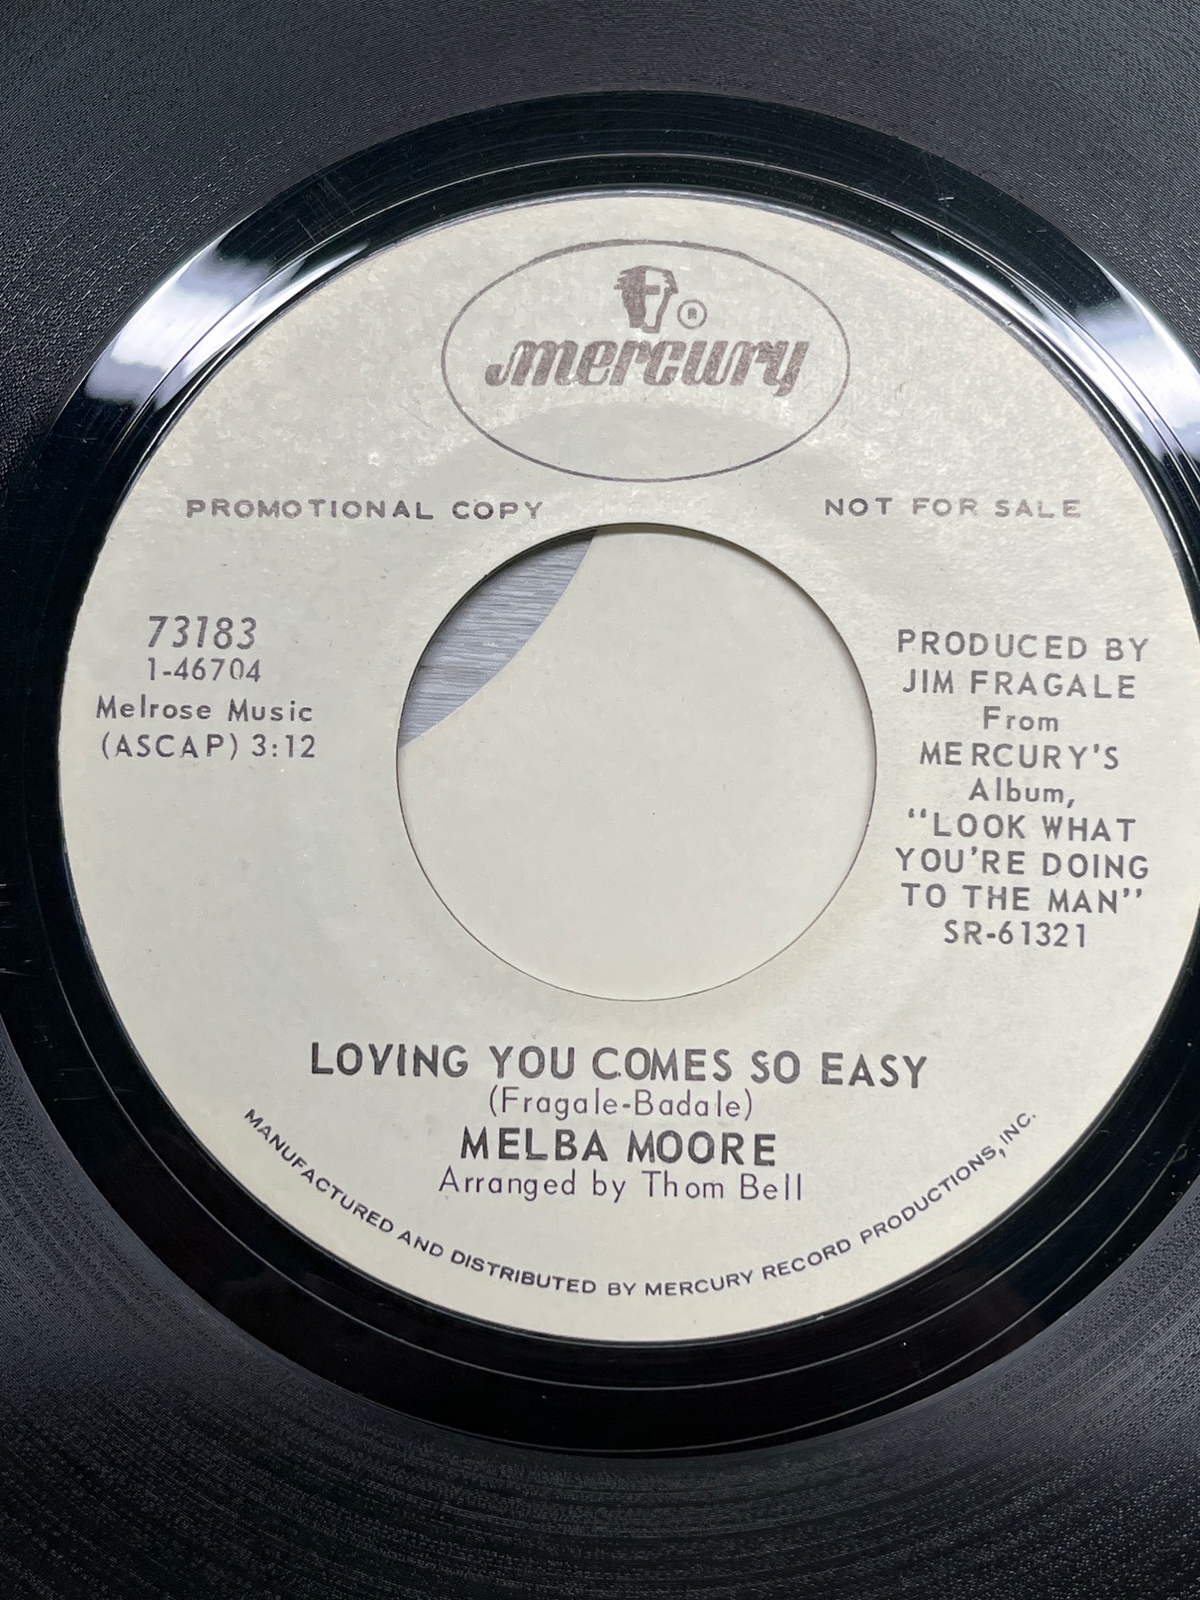 ®
mercury
PROMOTIONAL COPY
NOT FOR SALE
73183
1-46704
Melrose Music
(ASCAP) 3:12
PRODUCED BY
JIM FRAGALE
From
MERCURY'S
Album,
"LOOK WHAT
YOU'RE DOING
TO THE MAN"
SR-61321
LOVING YOU COMES SO EASY
(Fragale-Badale)
MELBA MOORE
Arranged by Thom Bell
MANUFACTURED AND DISTRIBUTED BY MERCURY RECORD PRODUCTIONS, INC.